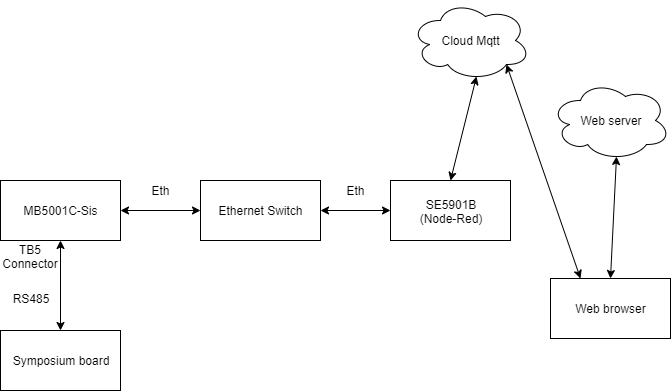 Cloud Mqtt
Web server
MB5001C-Sis
Eth
Ethernet Switch
Eth
SE5901B
(Node-Red)
TB5
Connector
RS485
Symposium board
Web browser